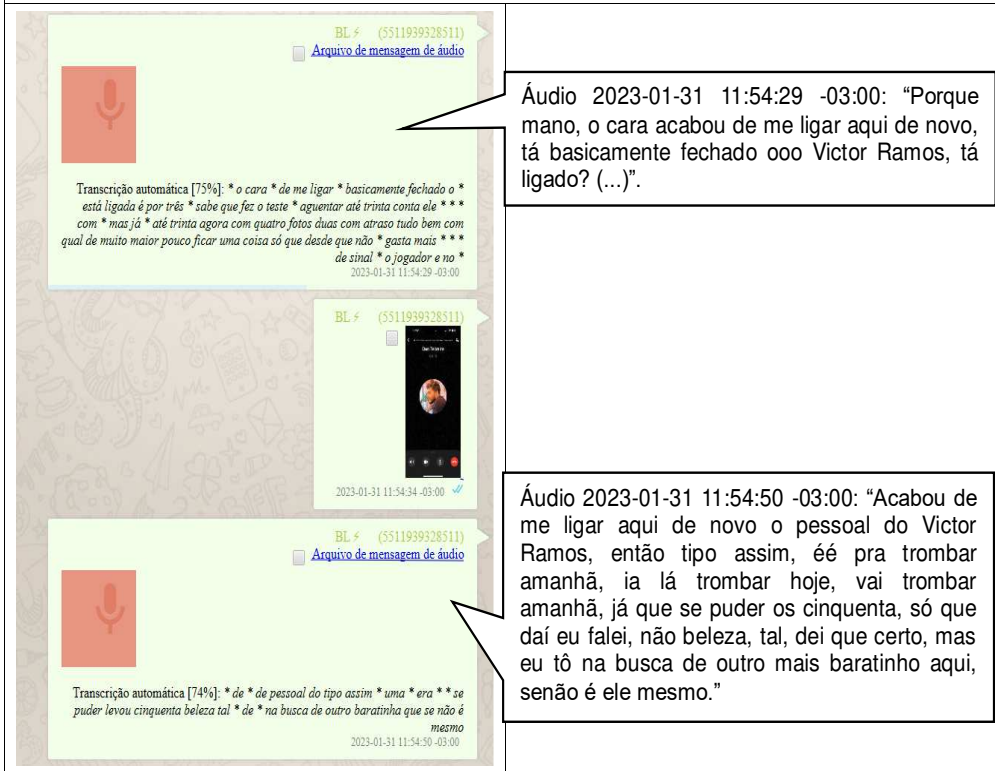 BL⚡ (5511939328511)
Arquivo de mensagem de áudio
Transcrição automática [75%]: * o cara * de me ligar * basicamente fechado o *
está ligada é por três * sabe que fez o teste * aguentar até trinta conta ele * * *
com * mas já * até trinta agora com quatro fotos duas com atraso tudo bem com
qual de muito maior pouco ficar uma coisa só que desde que não * gasta mais * * *
de sinal * o jogador e no *
2023-01-31 11:54:29 -03:00
Áudio 2023-01-31 11:54:29 -03:00: “Porque
mano, o cara acabou de me ligar aqui de novo,
tá basicamente fechado ooo Victor Ramos, tá
ligado? (...)”.
BL⚡ (5511939328511)
2023-01-31 11:54:34 -03:00
BL⚡ (5511939328511)
Arquivo de mensagem de áudio
Transcrição automática [74%]: * de * de pessoal do tipo assim * uma * era * * se
puder levou cinquenta beleza tal * de * na busca de outro baratinha que se não é
mesmo
2023-01-31 11:54:50 -03:00
Áudio 2023-01-31 11:54:50 -03:00: “Acabou de
me ligar aqui de novo o pessoal do Victor
Ramos, então tipo assim, éé pra trombar
amanhã, ia lá trombar hoje, vai trombar
amanhã, já que se puder os cinquenta, só que
daí eu falei, não beleza, tal, dei que certo, mas
eu tô na busca de outro mais baratinho aqui,
senão é ele mesmo.”